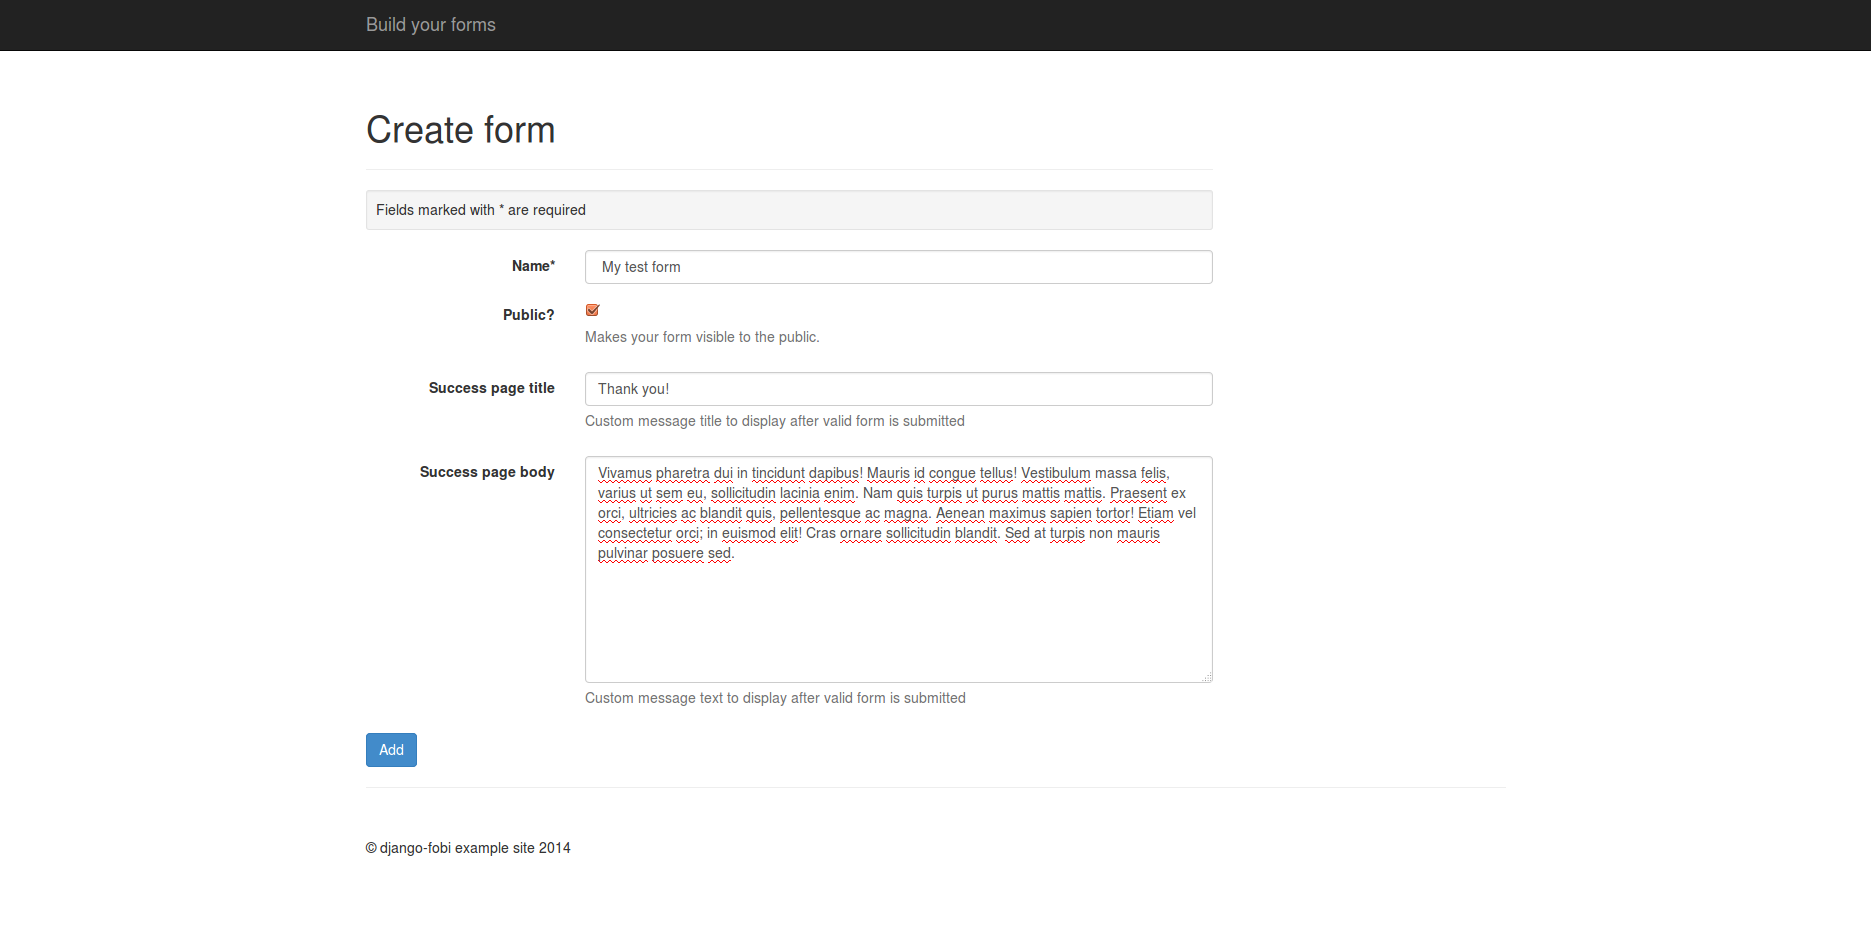 Build your forms
Create form
Fields marked with * are required
Name*
My test form
Public?
Makes your form visible to the public.
Success page title
Thank you!
Custom message title to display after valid form is submitted
Success page body
Vivamus pharetra dui in tincidunt dapibus! Mauris id congue tellus! Vestibulum massa felis,
varius ut sem eu, sollicitudin lacinia enim. Nam quis turpis ut purus mattis mattis. Praesent ex
orci, ultricies ac blandit quis, pellentesque ac magna. Aenean maximus sapien tortor! Etiam vel
consectetur orci; in euismod elit! Cras ornare sollicitudin blandit. Sed at turpis non mauris
pulvinar posuere sed.
Custom message text to display after valid form is submitted
Add
© django-fobi example site 2014